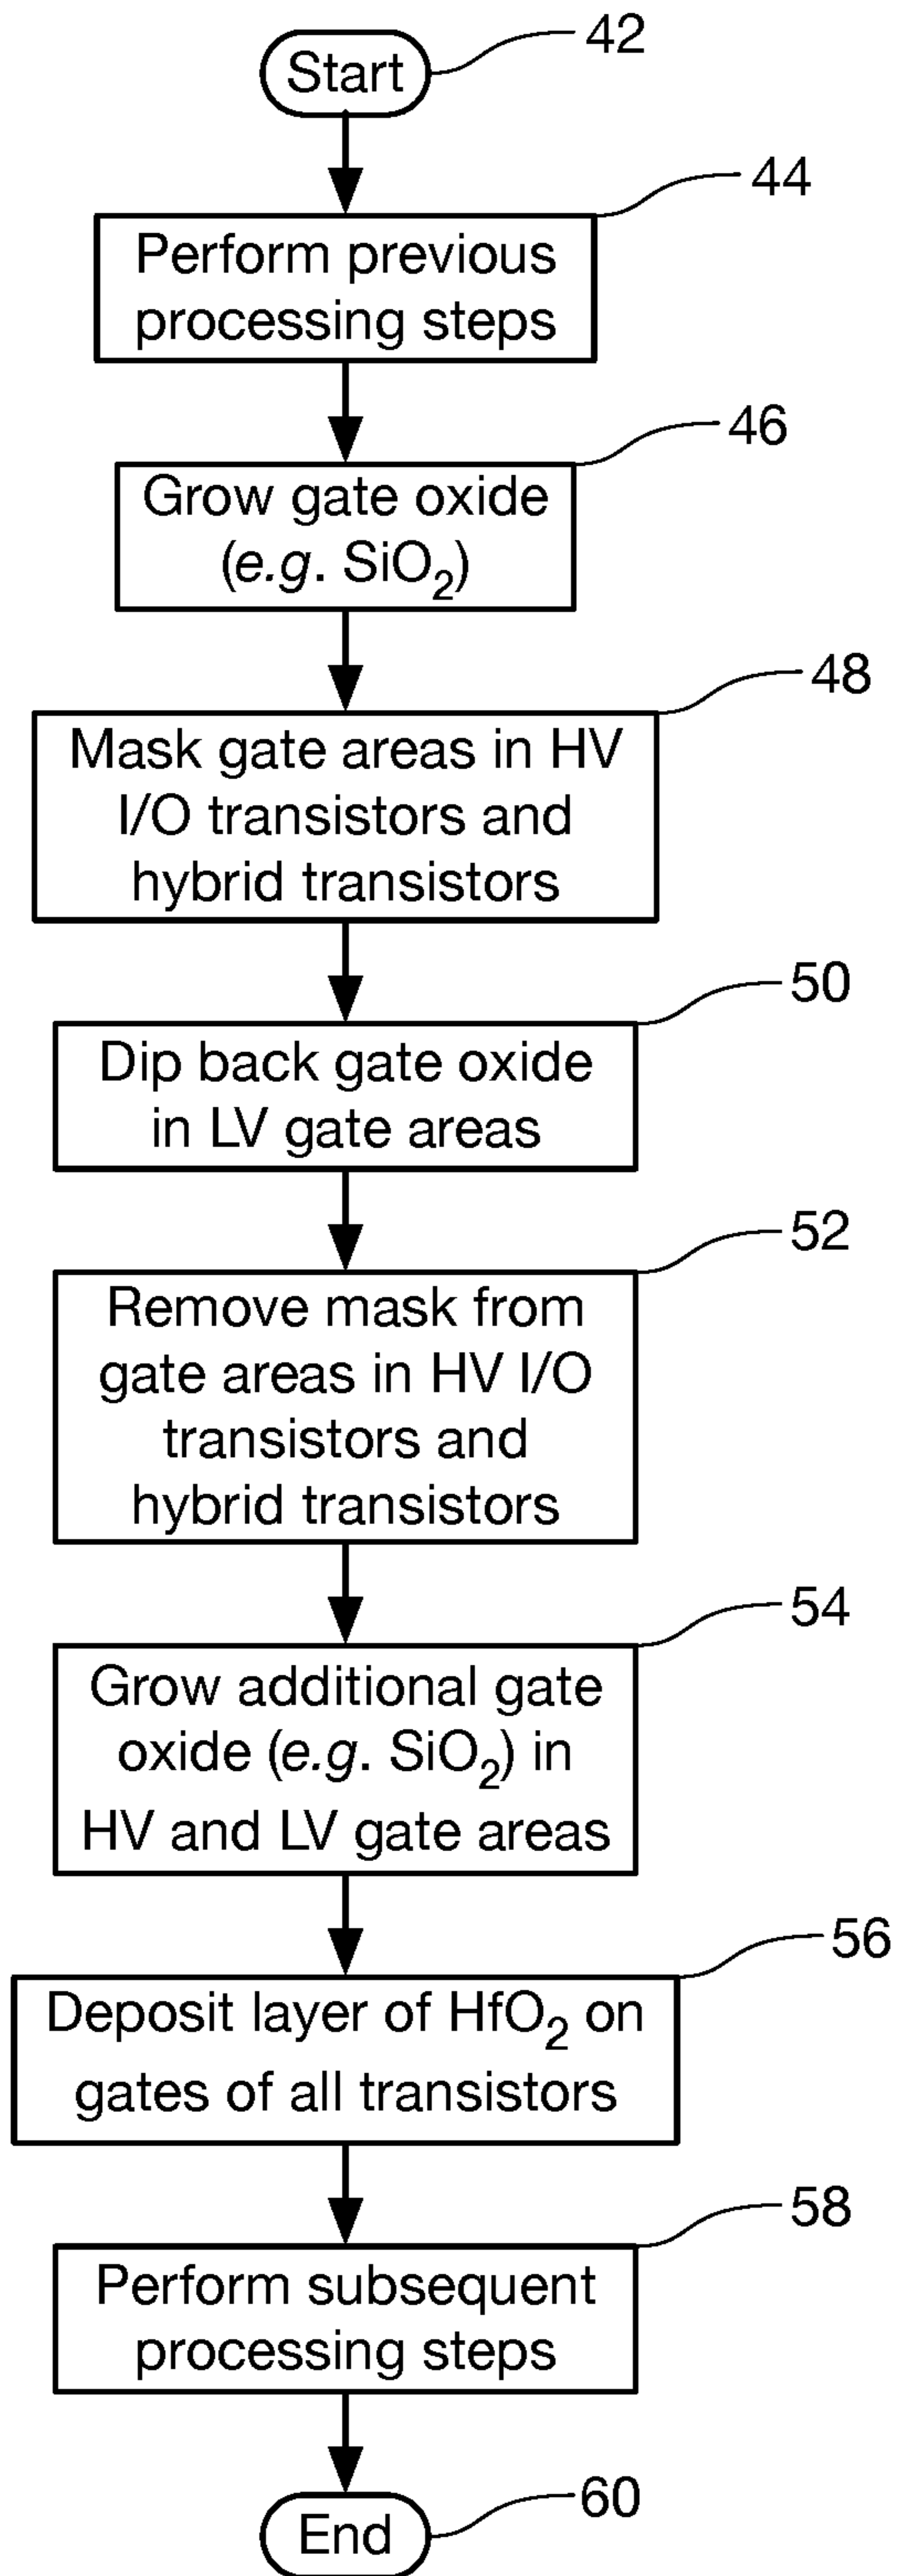 42
Start
44
Perform previous
processing steps
46
Grow gate oxide
(e.g. SiO₂)
48
Mask gate areas in HV
I/O transistors and
hybrid transistors
50
Dip back gate oxide
in LV gate areas
52
Remove mask from
gate areas in HV I/O
transistors and
hybrid transistors
54
Grow additional gate
oxide (e.g. SiO₂) in
HV and LV gate areas
56
Deposit layer of HfO₂ on
gates of all transistors
58
Perform subsequent
processing steps
60
End